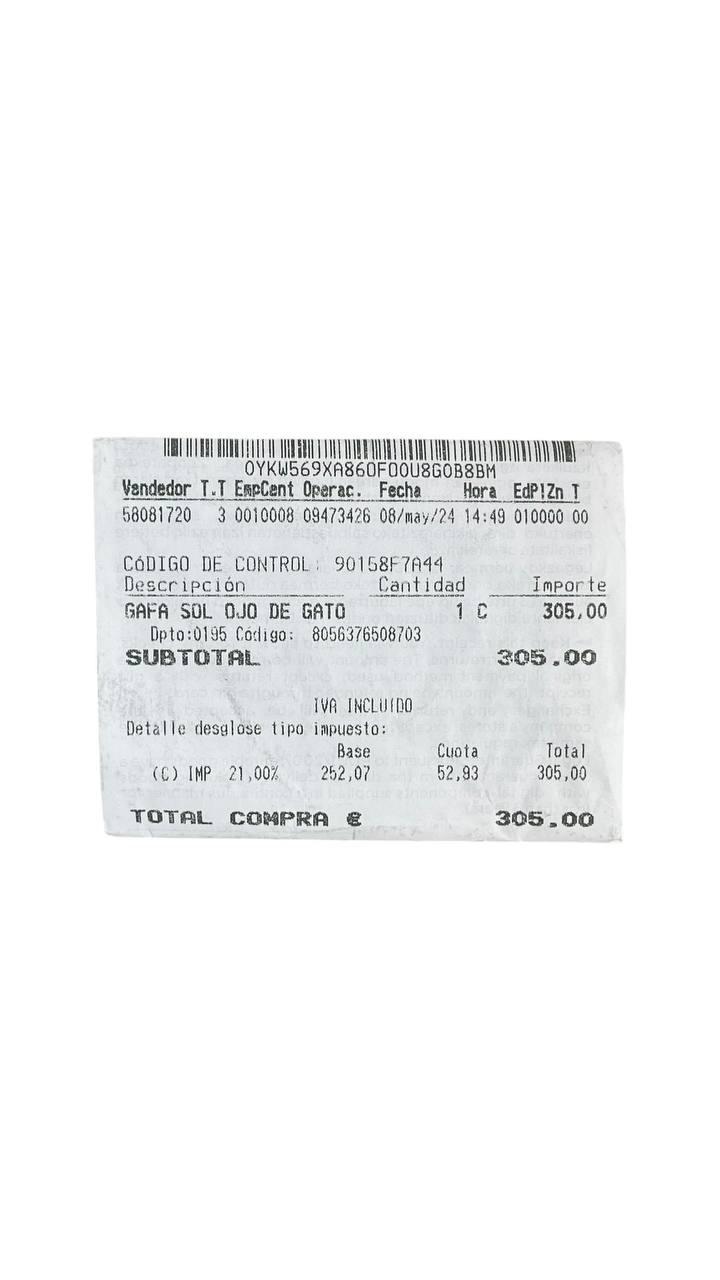 0YKW569XA860F00U8G0B8BM
Vendedor T.T EmpCent Operac. Fecha Hora EdP!Zn T
58081720 3 0010008 09473426 08/may/24 14:49 010000 00
CóDIGO DE CONTROL: 90158F7A44
Descripción Cantidad Importe
GAFA SOL OJO DE GATO 1 C 305,00
Dpto:0195 Código: 8056376508703
SUBTOTAL 305.00
IVA INCLUIDO
Detalle desglose tipo impuesto:
Base Cuota Total
(C) IMP 21,00% 252,07 52,93 305,00
TOTAL COMPRA € 305.00